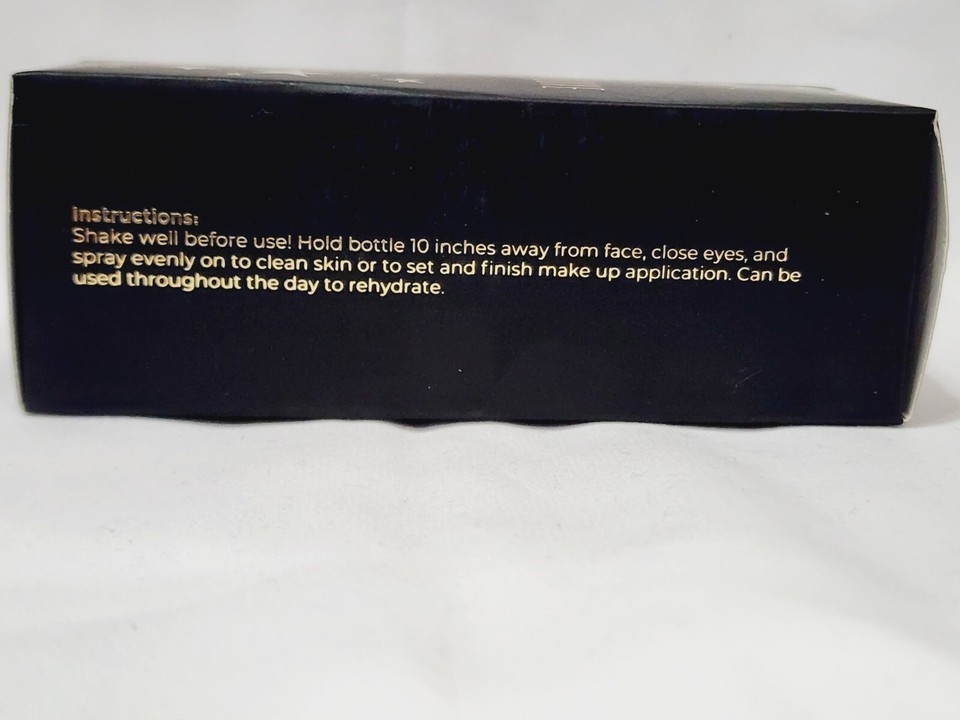 Instructions:
Shake well before use! Hold bottle 10 inches away from face, close eyes, and
spray evenly on to clean skin or to set and finish make up application. Can be
used throughout the day to rehydrate.